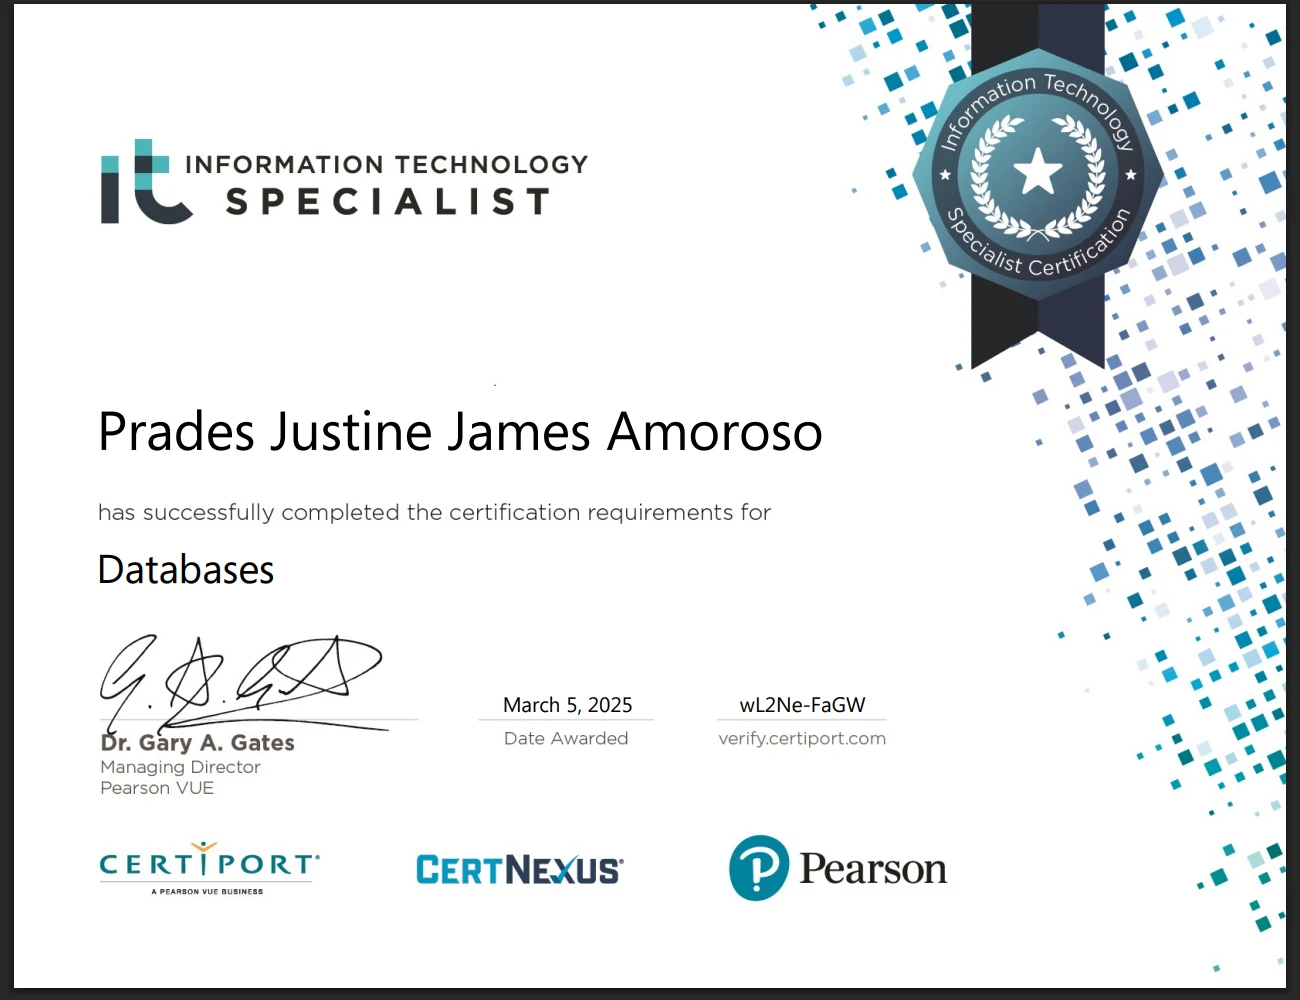 INFORMATION TECHNOLOGY
SPECIALIST
Information Technology
Specialist Certification
Prades Justine James Amoroso
has successfully completed the certification requirements for
Databases
March 5, 2025
wL2Ne-FaGW
Dr. Gary A. Gates
Date Awarded
verify.certiport.com
Managing Director
Pearson VUE
CERTIPORT
A PEARSON VUE BUSINESS
CERTNEXUS®
Pearson